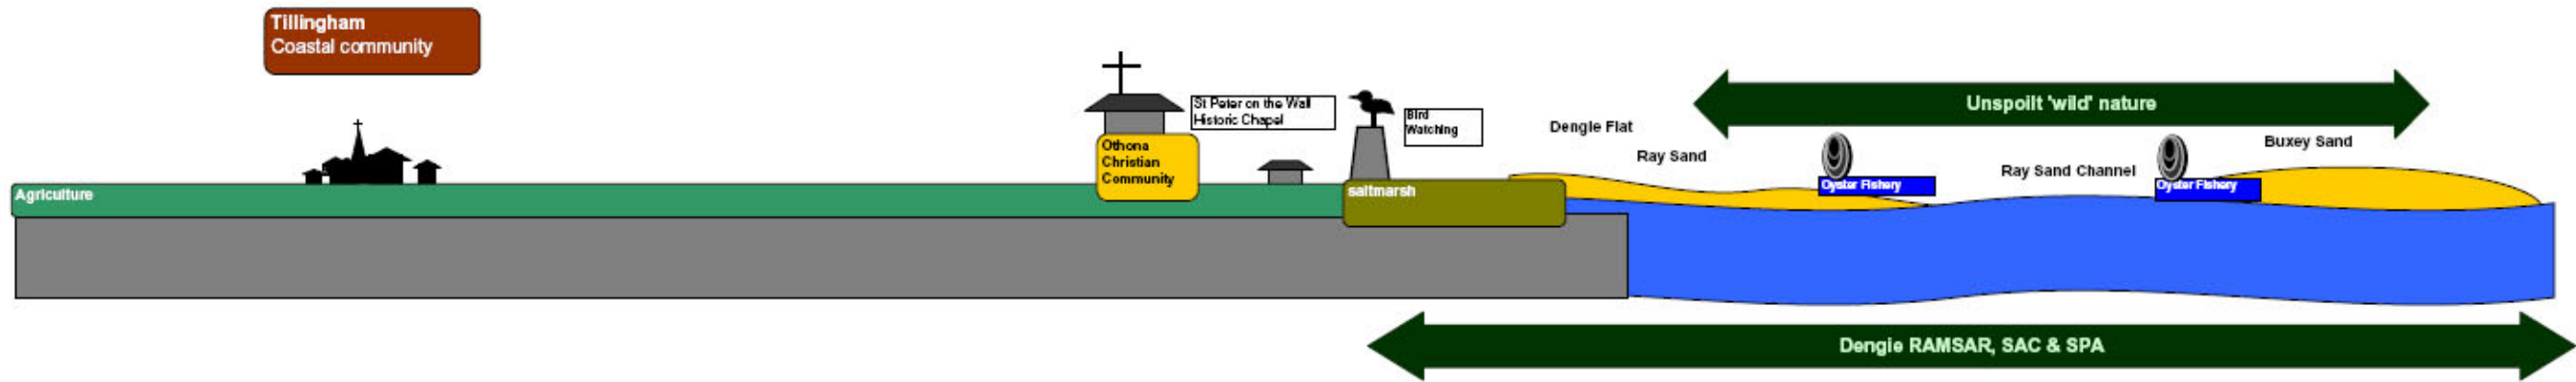 Tillingham
Coastal community
St Peter on the Wall
Historic Chapel
Bird
Watching
Unspoilt 'wild' nature
Dengie Flat
Buxey Sand
Othona
Christian
Community
Ray Sand
Ray Sand Channel
Agriculture
saltmarsh
Oyster Fishery
Oyster Fishery
Dengie RAMSAR, SAC & SPA